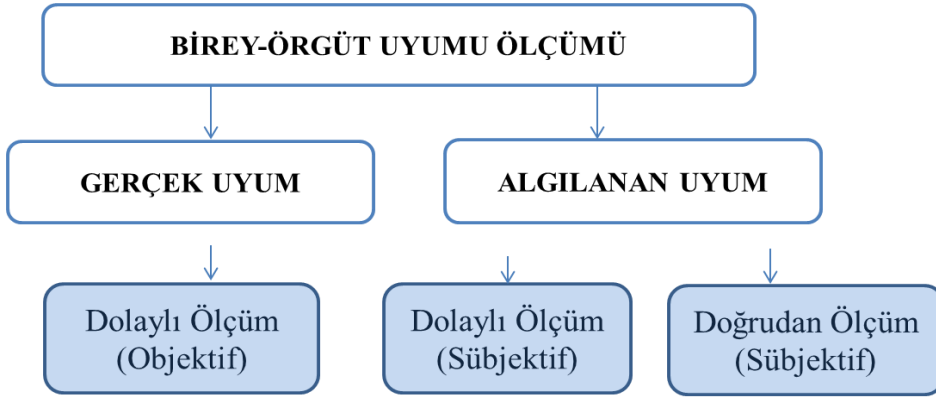 BİREY-ÖRGÜT UYUMU ÖLÇÜMÜ
GERÇEK UYUM
ALGILANAN UYUM
Dolaylı Ölçüm
(Objektif)
Dolaylı Ölçüm
(Sübjektif)
Doğrudan Ölçüm
(Sübjektif)